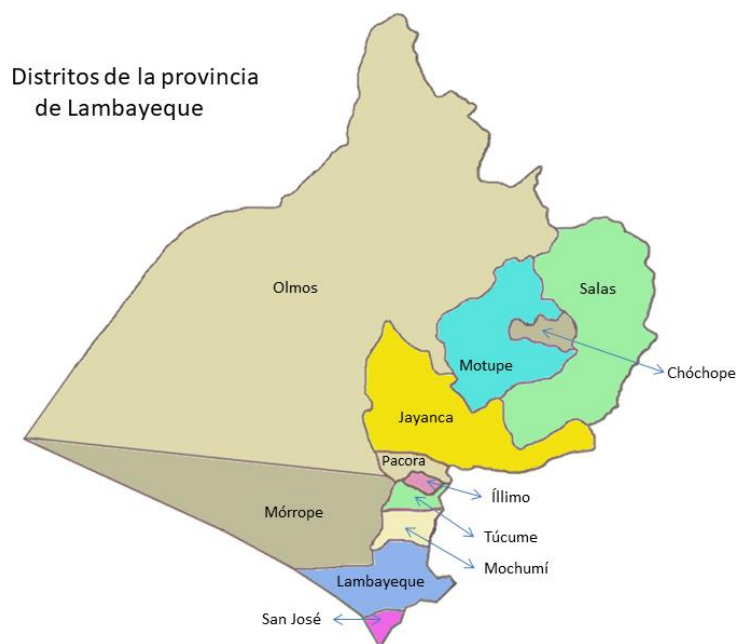 Distritos de la provincia
de Lambayeque
Olmos
Salas
Motupe
Chóchope
Jayanca
Pacora
Íllimo
Mórrope
Túcume
Mochumí
Lambayeque
San José